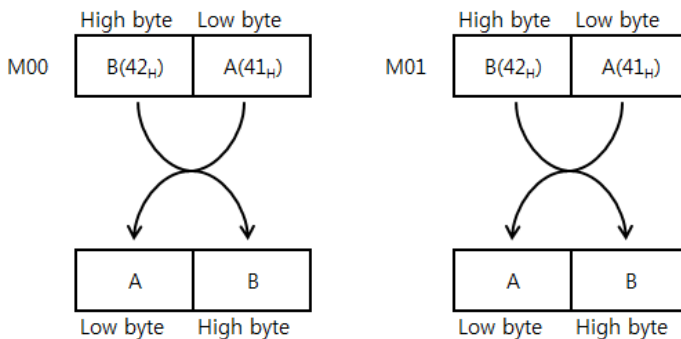 High byte Low byte High byte Low byte
M00 B(42H) A(41H) M01 B(42H) A(41H)
A B A B
Low byte High byte Low byte High byte